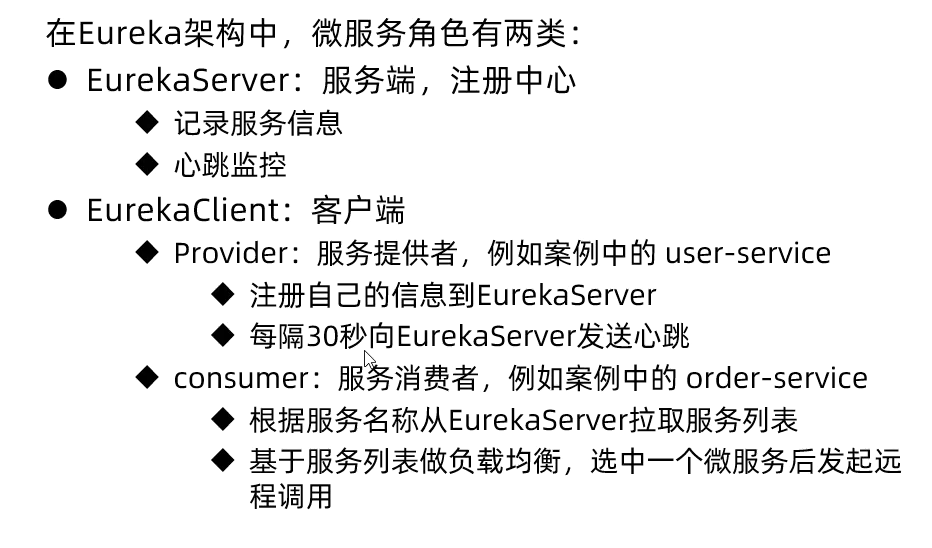 在Eureka架构中，微服务角色有两类：
EurekaServer：服务端，注册中心
记录服务信息
心跳监控
EurekaClient：客户端
Provider：服务提供者，例如案例中的 user-service
注册自己的信息到EurekaServer
每隔30秒向EurekaServer发送心跳
consumer：服务消费者，例如案例中的 order-service
根据服务名称从EurekaServer拉取服务列表
基于服务列表做负载均衡，选中一个微服务后发起远
程调用